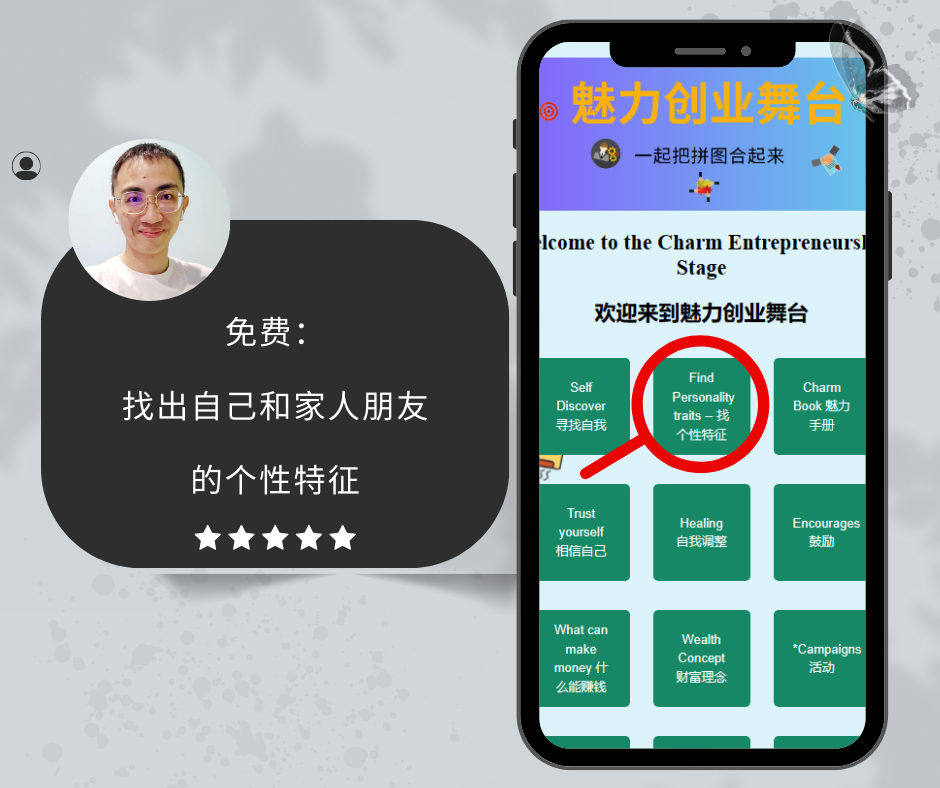 免费：
找出自己和家人朋友
的个性特征
魅力创业舞台
一起把拼图合起来
elcome to the Charm Entrepreneursh
Stage
欢迎来到魅力创业舞台
Self
Discover
寻找自我
Find
Personality
traits -- 找
个性特征
Charm
Book 魅力
手册
Trust
yourself
相信自己
Healing
自我调整
Encourages
鼓励
What can
make
money 什
么能赚钱
Wealth
Concept
财富理念
*Campaigns
活动